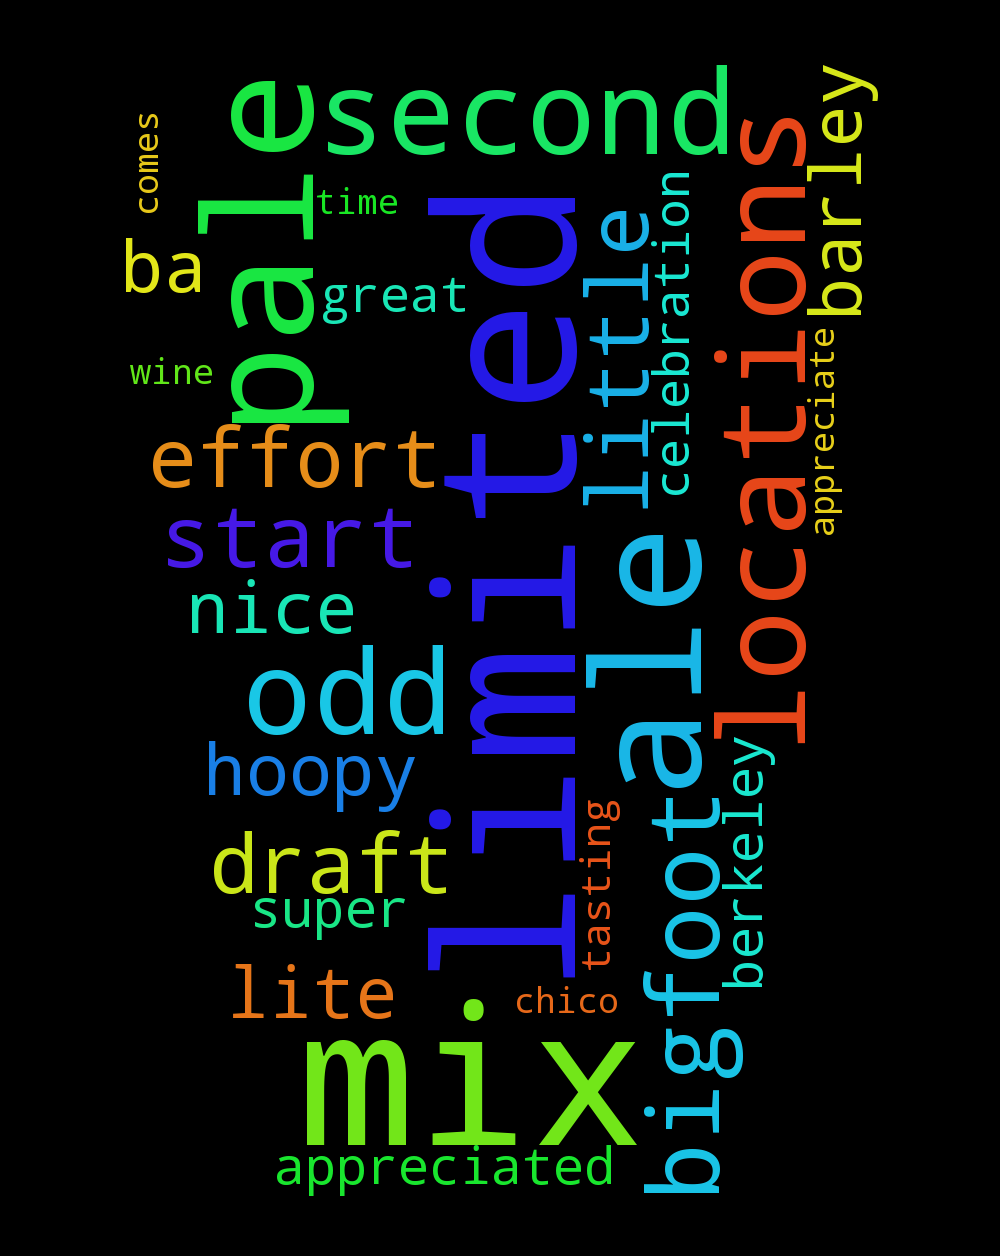 second
barley
pale
comes
locations
celebration
time
limited
little
ba
great
appreciate
wine
effort
start
ale
nice
odd
berkeley
hoopy
bigfoot
tasting
draft
super
lite
chico
mix
appreciated